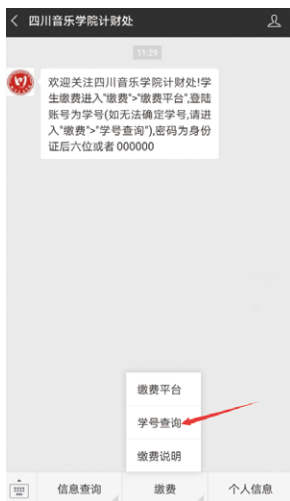 四川音乐学院计财处
11:29
欢迎关注四川音乐学院计财处!学
生缴费进入"缴费">"缴费平台",登陆
账号为学号(如无法确定学号,请进
入"缴费">"学号查询"),密码为身份
证后六位或者 000000
缴费平台
学号查询
缴费说明
信息查询
缴费
个人信息